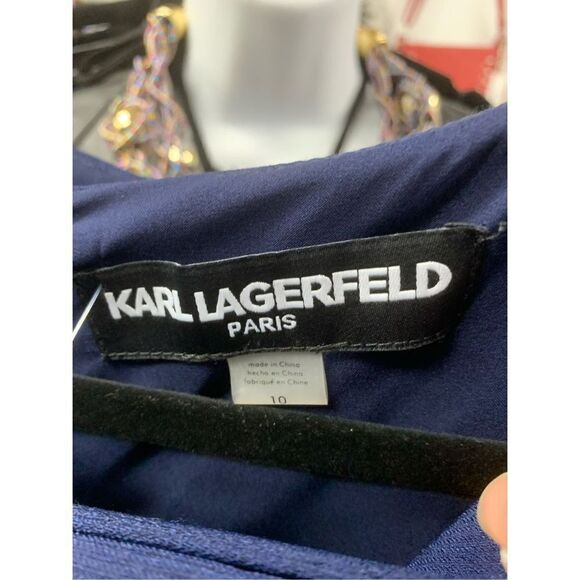 KARL LAGERFELD
PARIS
made in China
hecho en China
fabriqué en Chine
10